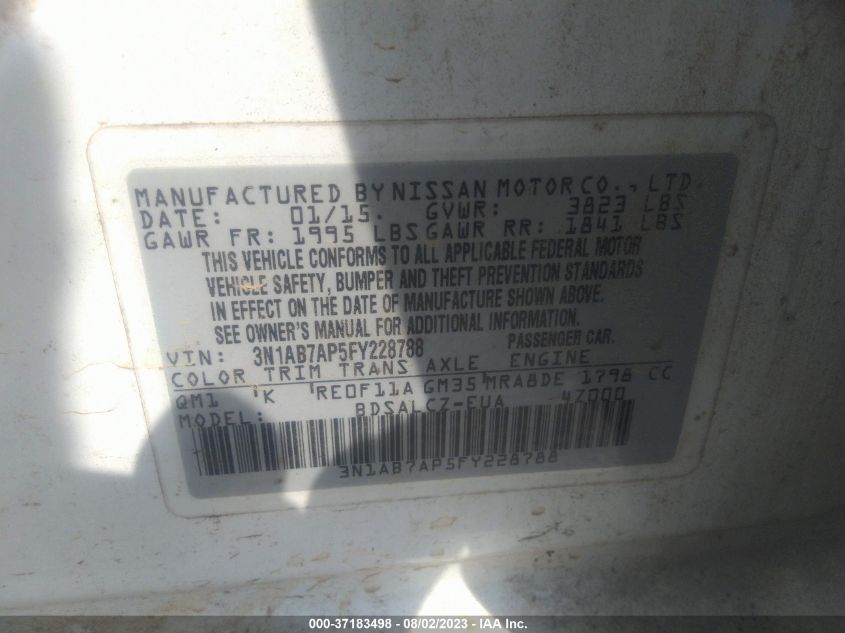 MANUFACTURED BY NISSAN MOTOR CO., LTD.
DATE: 01/15. GVWR: 3823 LBS
GAWR FR: 1995 LBS GAWR RR: 1841 LBS
THIS VEHICLE CONFORMS TO ALL APPLICABLE FEDERAL MOTOR
VEHICLE SAFETY, BUMPER AND THEFT PREVENTION STANDARDS
IN EFFECT ON THE DATE OF MANUFACTURE SHOWN ABOVE.
SEE OWNER'S MANUAL FOR ADDITIONAL INFORMATION.
VIN: 3N1AB7AP5FY228788 PASSENGER CAR.
COLOR TRIM TRANS AXLE ENGINE
QM1 'K 'RE0F11A GM35 'MRA8DE 1798 CC
MODEL: BDSALCZ-EUA 4Z000
3N1AB7AP5FY228788
000-37183498 - 08/02/2023 - IAA Inc.